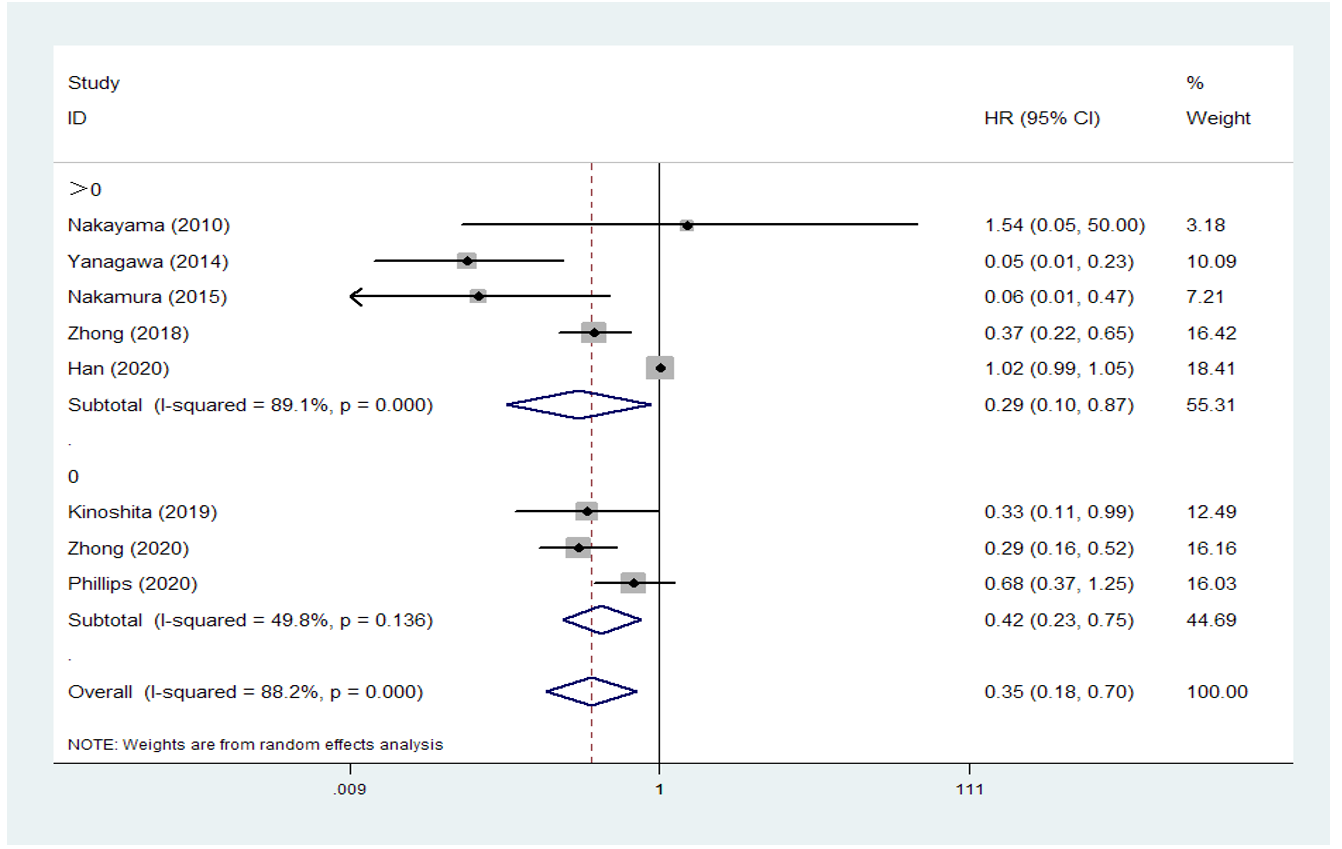 Study %
ID HR (95% CI) Weight
>0
Nakayama (2010) 1.54 (0.05, 50.00) 3.18
Yanagawa (2014) 0.05 (0.01, 0.23) 10.09
Nakamura (2015) 0.06 (0.01, 0.47) 7.21
Zhong (2018) 0.37 (0.22, 0.65) 16.42
Han (2020) 1.02 (0.99, 1.05) 18.41
Subtotal (I-squared = 89.1%, p = 0.000) 0.29 (0.10, 0.87) 55.31
.
0
Kinoshita (2019) 0.33 (0.11, 0.99) 12.49
Zhong (2020) 0.29 (0.16, 0.52) 16.16
Phillips (2020) 0.68 (0.37, 1.25) 16.03
Subtotal (I-squared = 49.8%, p = 0.136) 0.42 (0.23, 0.75) 44.69
.
Overall (I-squared = 88.2%, p = 0.000) 0.35 (0.18, 0.70) 100.00
NOTE: Weights are from random effects analysis
.009 1 111